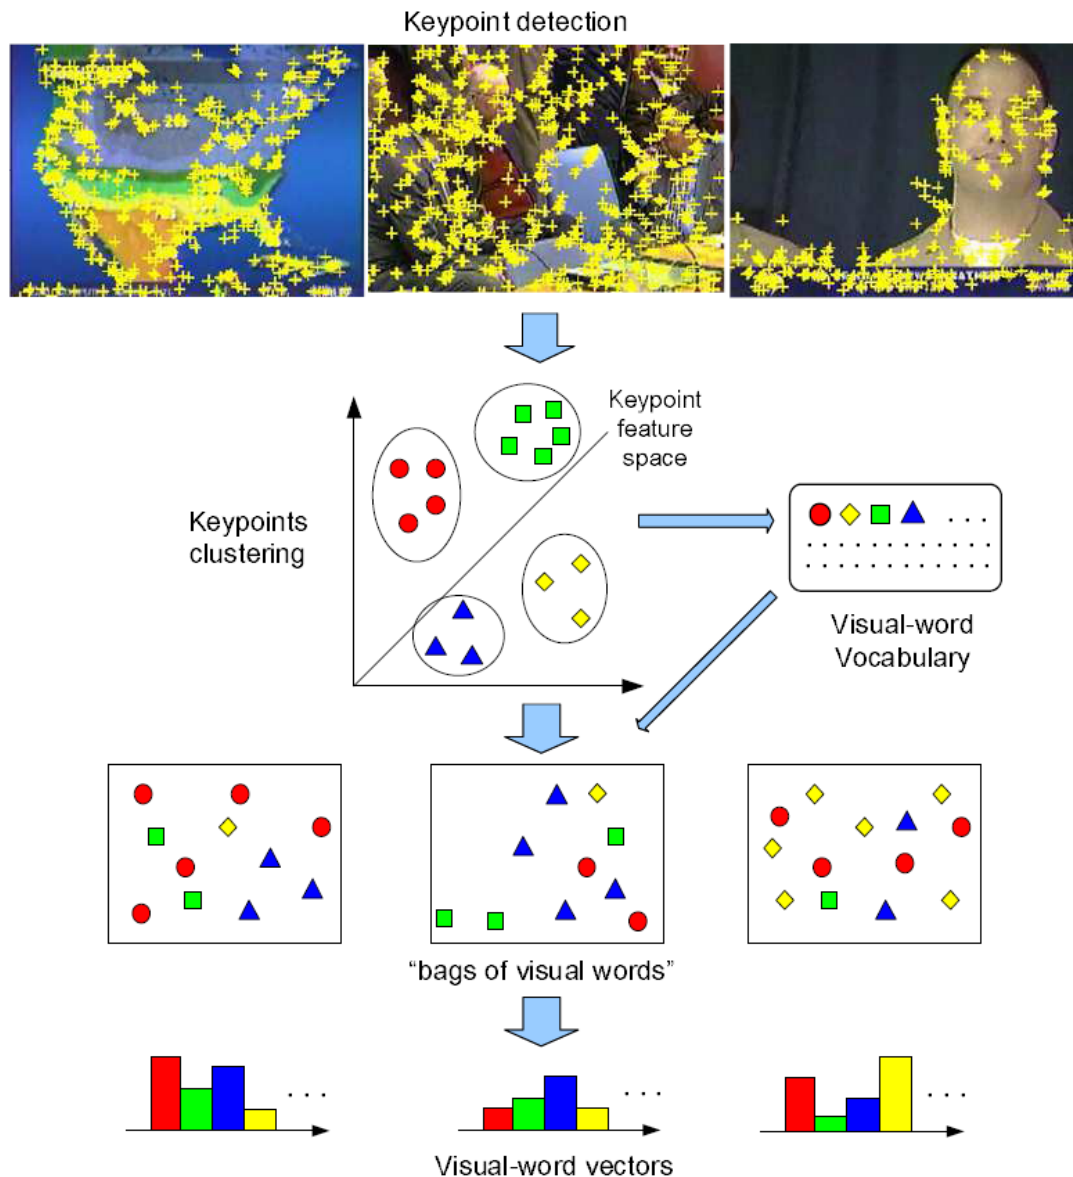 Keypoint detection
Keypoint
feature
space
Keypoints
clustering
. . .
Visual-word
Vocabulary
“bags of visual words”
. . .
. . .
. . .
Visual-word vectors